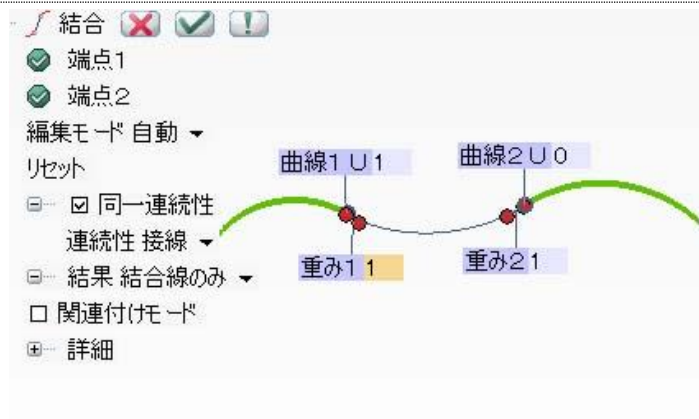 結合
端点1
端点2
編集モード 自動
リセット
曲線1 U 1
曲線2 U 0
同一連続性
連続性 接線
重み1 1
重み2 1
結果 結合線のみ
関連付けモード
詳細